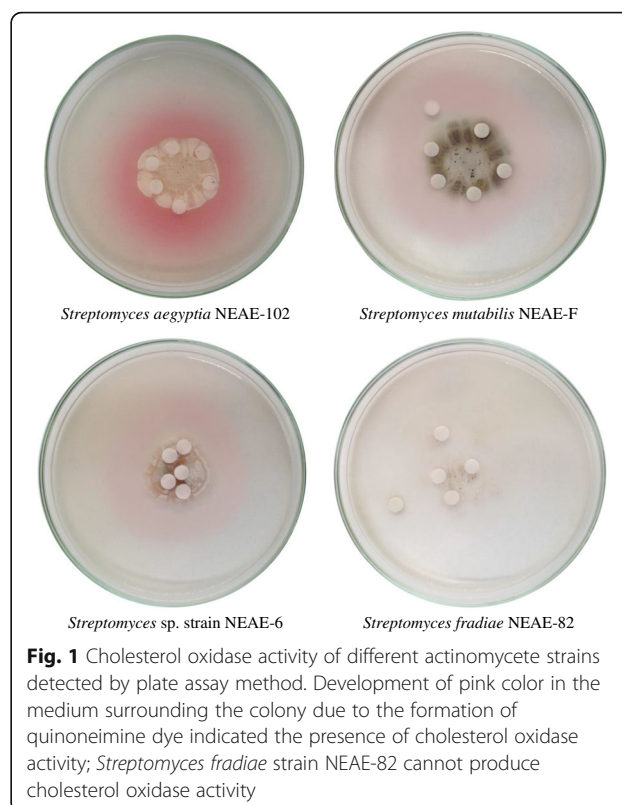 Streptomyces aegyptia NEAE-102
Streptomyces mutabilis NEAE-F
Streptomyces sp. strain NEAE-6
Streptomyces fradiae NEAE-82
Fig. 1 Cholesterol oxidase activity of different actinomycete strains
detected by plate assay method. Development of pink color in the
medium surrounding the colony due to the formation of
quinoneimine dye indicated the presence of cholesterol oxidase
activity; Streptomyces fradiae strain NEAE-82 cannot produce
cholesterol oxidase activity